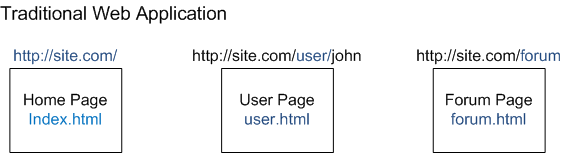 Traditional Web Application
http://site.com/ http://site.com/user/john http://site.com/forum
Home Page User Page Forum Page
Index.html user.html forum.html